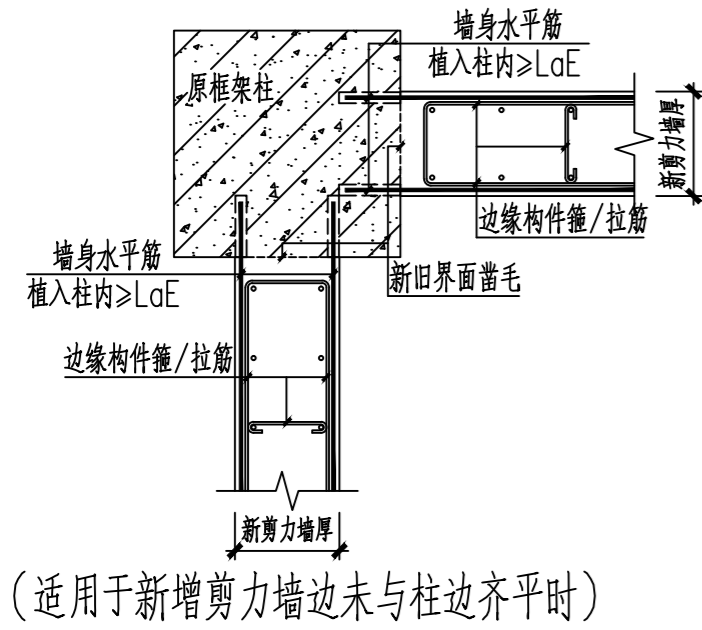 墙身水平筋
植入柱内≥LaE
原框架柱
新剪力墙厚
边缘构件箍/拉筋
墙身水平筋
植入柱内≥LaE
新旧界面凿毛
边缘构件箍/拉筋
新剪力墙厚
(适用于新增剪力墙边未与柱边齐平时)